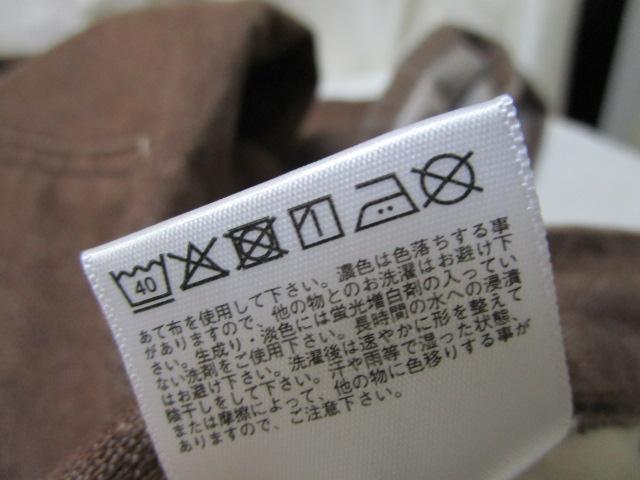 40
あて布を使用して下さい。濃色は色落ちする事
がありますので、他の物とのお洗濯はお避け下
さい。生成り・淡色には蛍光増白剤の入ってい
ない洗剤をご使用下さい。長時間の水への浸漬
はお避け下さい。洗濯後は速やかに形を整えて
陰干しをして下さい。汗や雨等で湿った状態、
または摩擦によって、他の物に色移りする事が
ありますので、ご注意下さい。